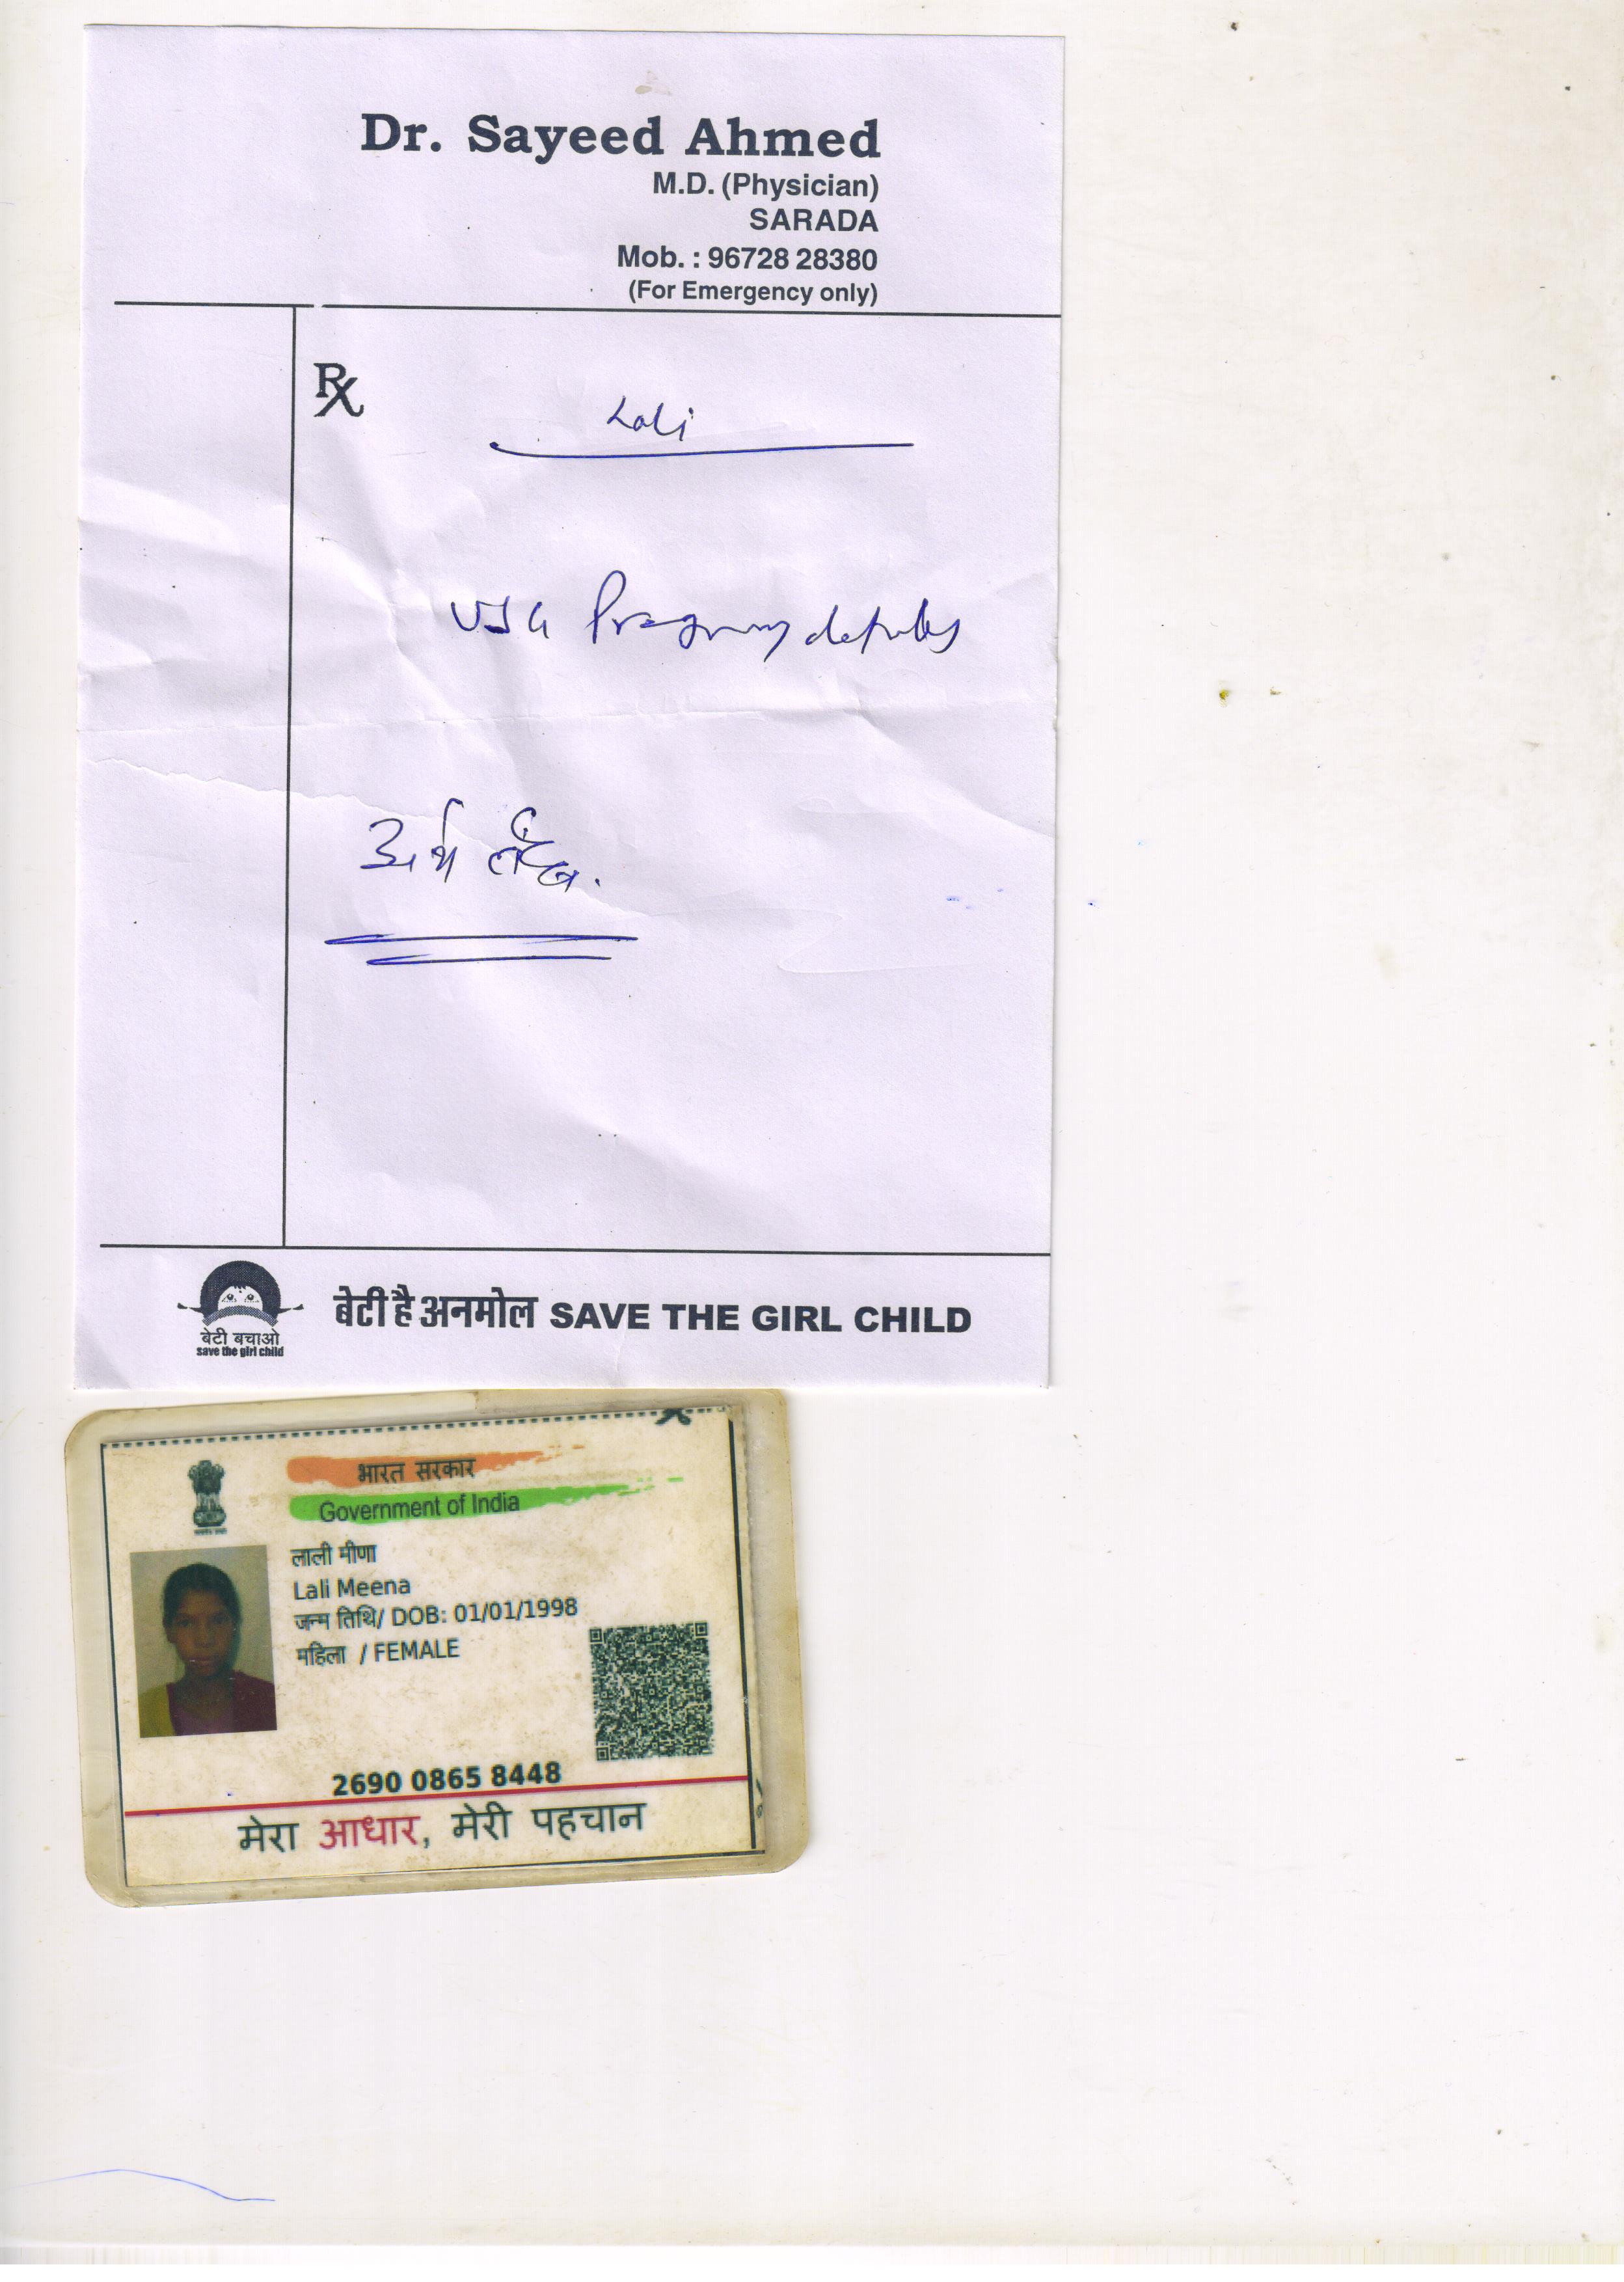 Dr. Sayeed Ahmed
M.D. (Physician)
SARADA
Mob. : 96728 28380
(For Emergency only)
Rx
Lali
USG Pregnancy
अर्थ
बेटी बचाओ
save the girl child
बेटी है अनमोल SAVE THE GIRL CHILD
भारत सरकार
Government of India
लाली मीणा
Lali Meena
जन्म तिथि/ DOB: 01/01/1998
महिला / FEMALE
2690 0865 8448
मेरा आधार, मेरी पहचान